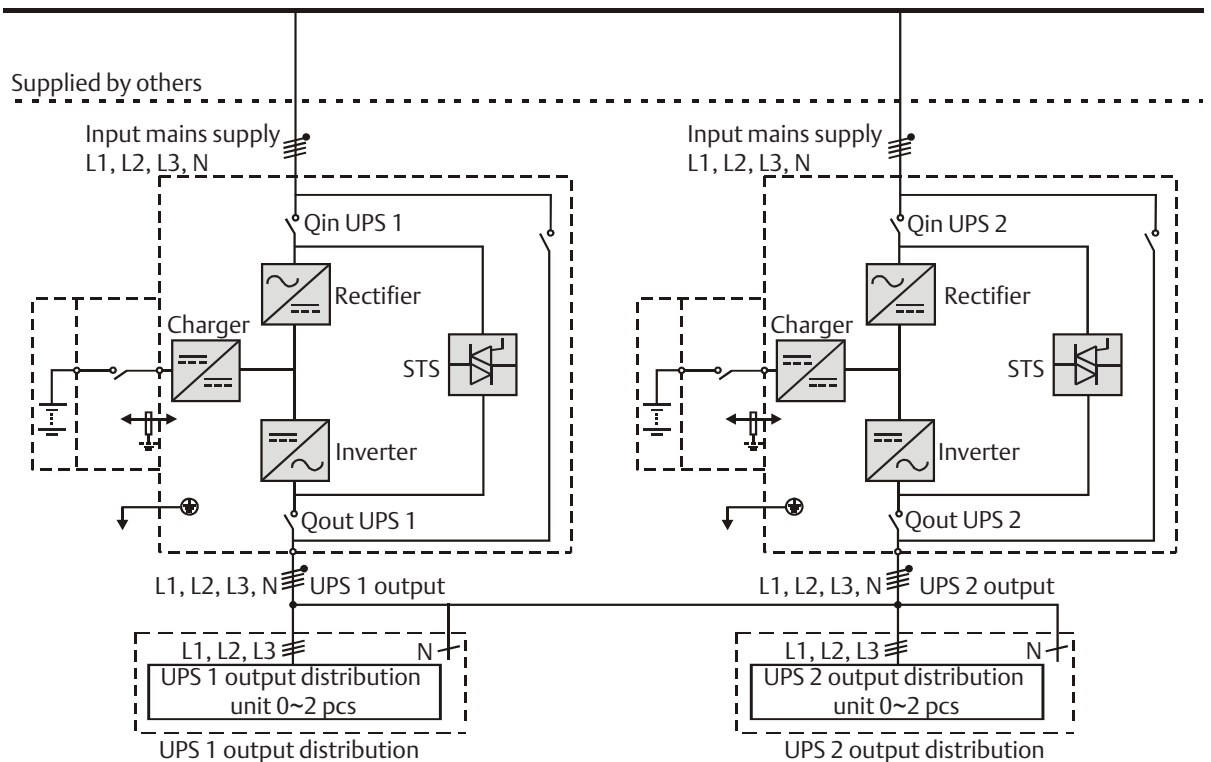 Supplied by others
Input mains supply
L1, L2, L3, N
Input mains supply
L1, L2, L3, N
Qin UPS 1
Qin UPS 2
Rectifier
Rectifier
Charger
Charger
STS
STS
Inverter
Inverter
Qout UPS 1
Qout UPS 2
L1, L2, L3, N
UPS 1 output
L1, L2, L3, N
UPS 2 output
L1, L2, L3
N
L1, L2, L3
N
UPS 1 output distribution
unit 0~2 pcs
UPS 2 output distribution
unit 0~2 pcs
UPS 1 output distribution
UPS 2 output distribution